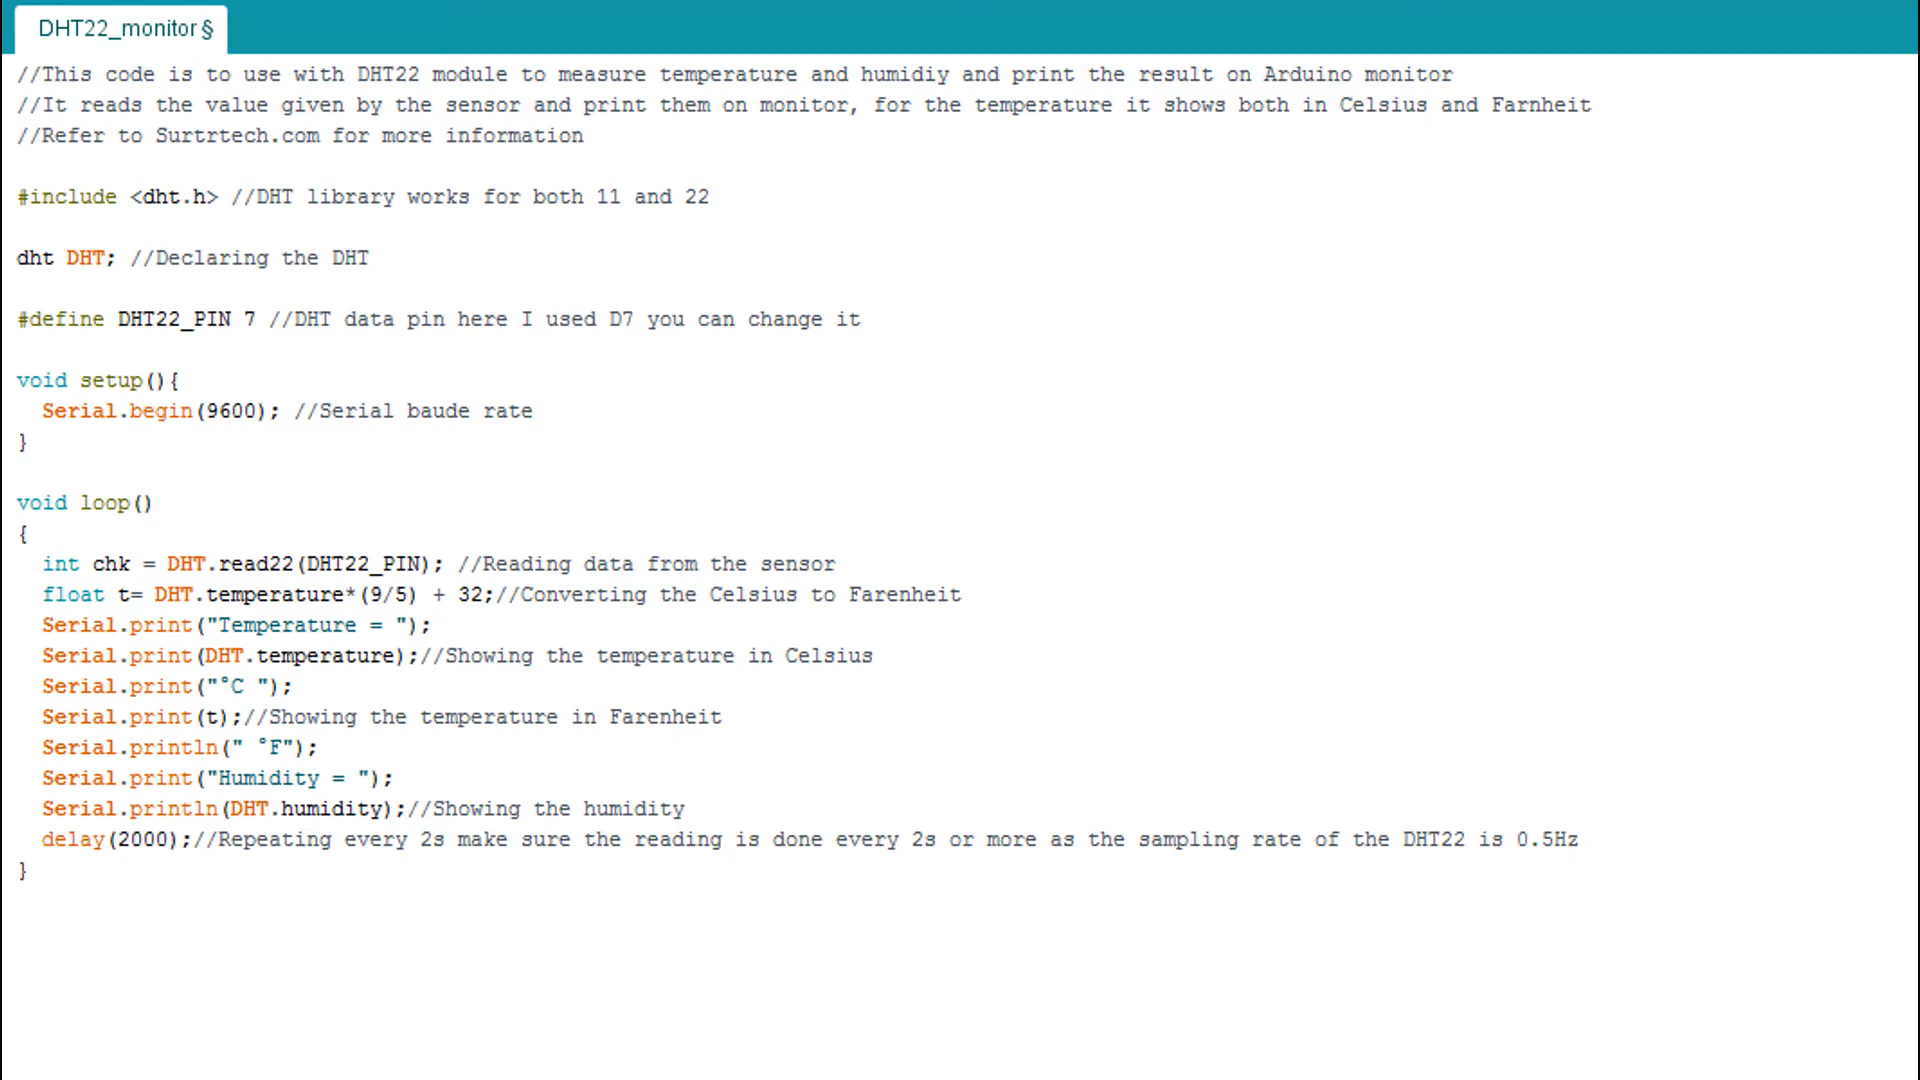 DHT22_monitor §
//This code is to use with DHT22 module to measure temperature and humidiy and print the result on Arduino monitor
//It reads the value given by the sensor and print them on monitor, for the temperature it shows both in Celsius and Farnheit
//Refer to Surtrtech.com for more information
#include <dht.h> //DHT library works for both 11 and 22
dht DHT; //Declaring the DHT
#define DHT22_PIN 7 //DHT data pin here I used D7 you can change it
void setup(){
  Serial.begin(9600); //Serial baude rate
}
void loop()
{
  int chk = DHT.read22(DHT22_PIN); //Reading data from the sensor
  float t= DHT.temperature*(9/5) + 32;//Converting the Celsius to Farenheit
  Serial.print("Temperature = ");
  Serial.print(DHT.temperature);//Showing the temperature in Celsius
  Serial.print("°C ");
  Serial.print(t);//Showing the temperature in Farenheit
  Serial.println(" °F");
  Serial.print("Humidity = ");
  Serial.println(DHT.humidity);//Showing the humidity
  delay(2000);//Repeating every 2s make sure the reading is done every 2s or more as the sampling rate of the DHT22 is 0.5Hz
}